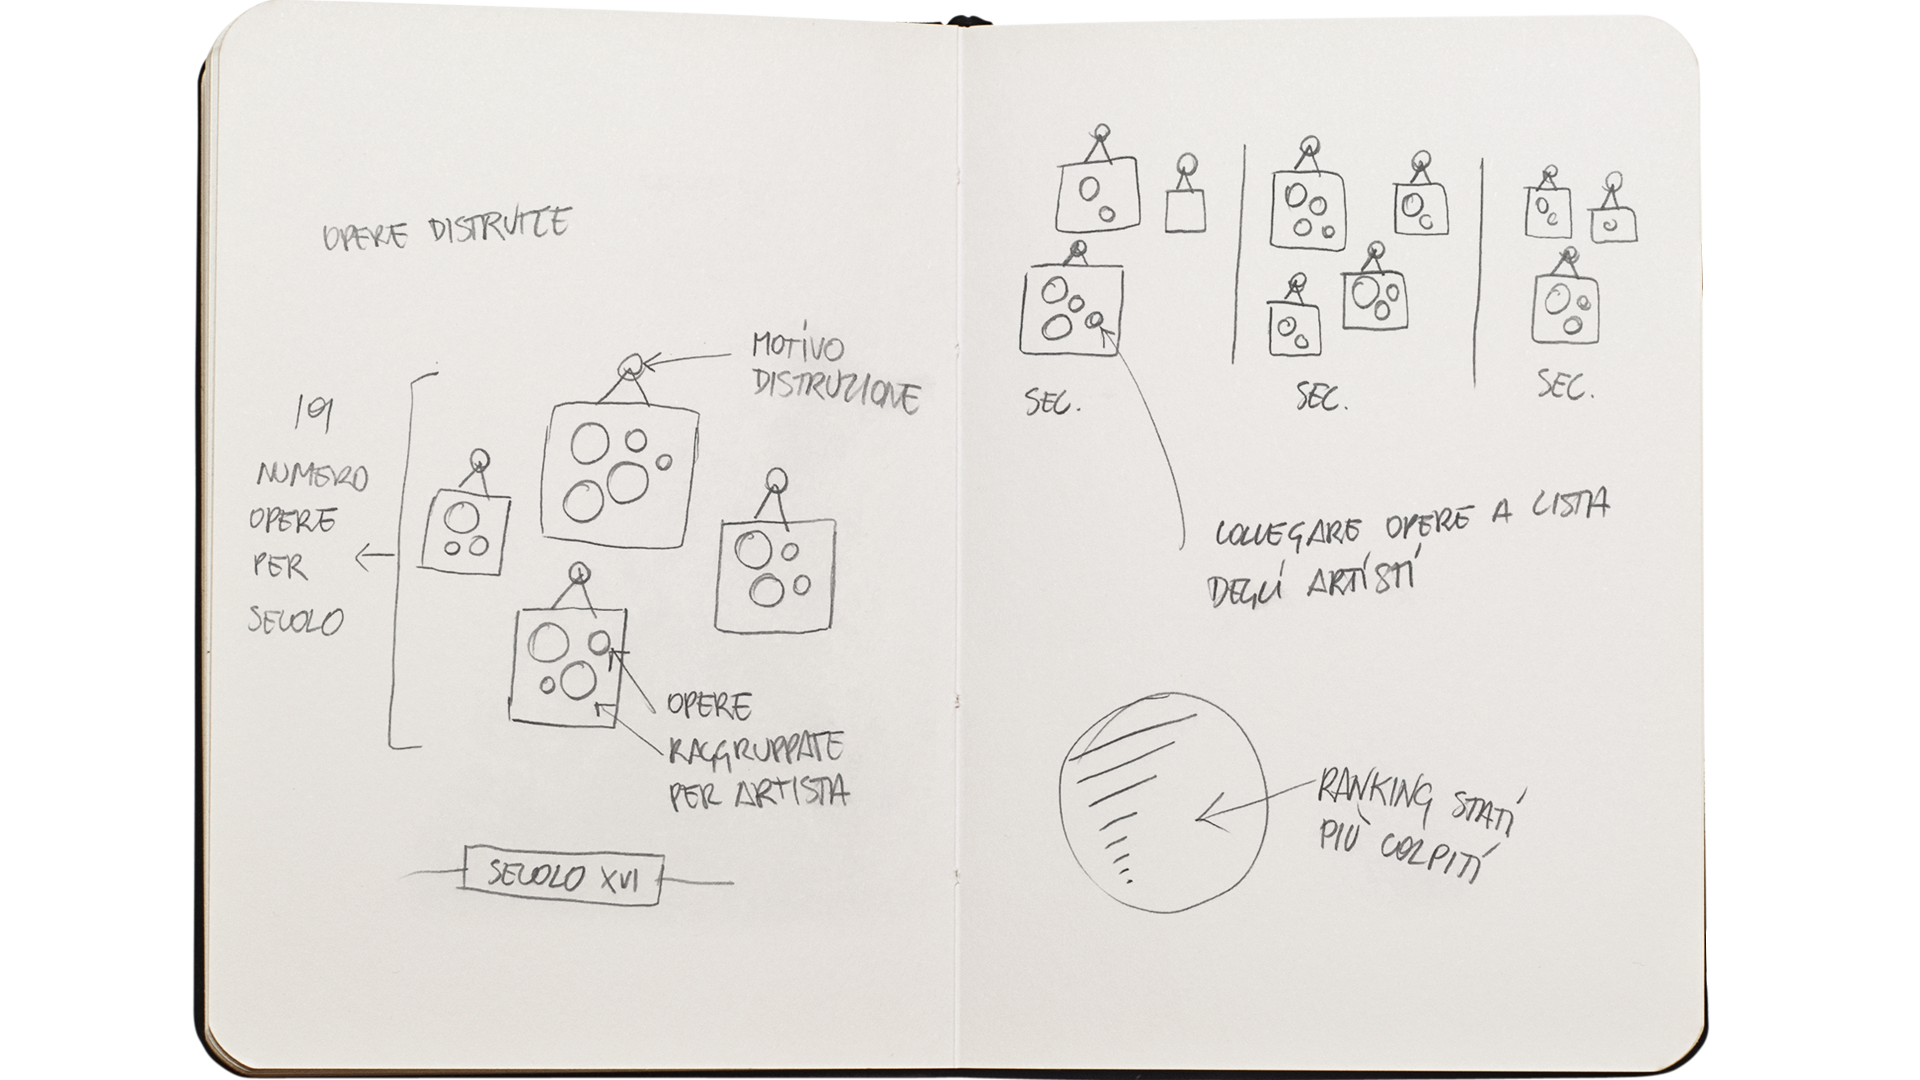 OPERE DISTRUTTE
MOTIVO
DISTRUZIONE
19
NUMERO
OPERE
PER
SECOLO
OPERE
RAGGRUPPATE
PER ARTISTA
SECOLO XVI
SEC.
SEC.
SEC.
COLLEGARE OPERE A LISTA
DEGLI ARTISTI
RANKING STATI
PIÙ COLPITI